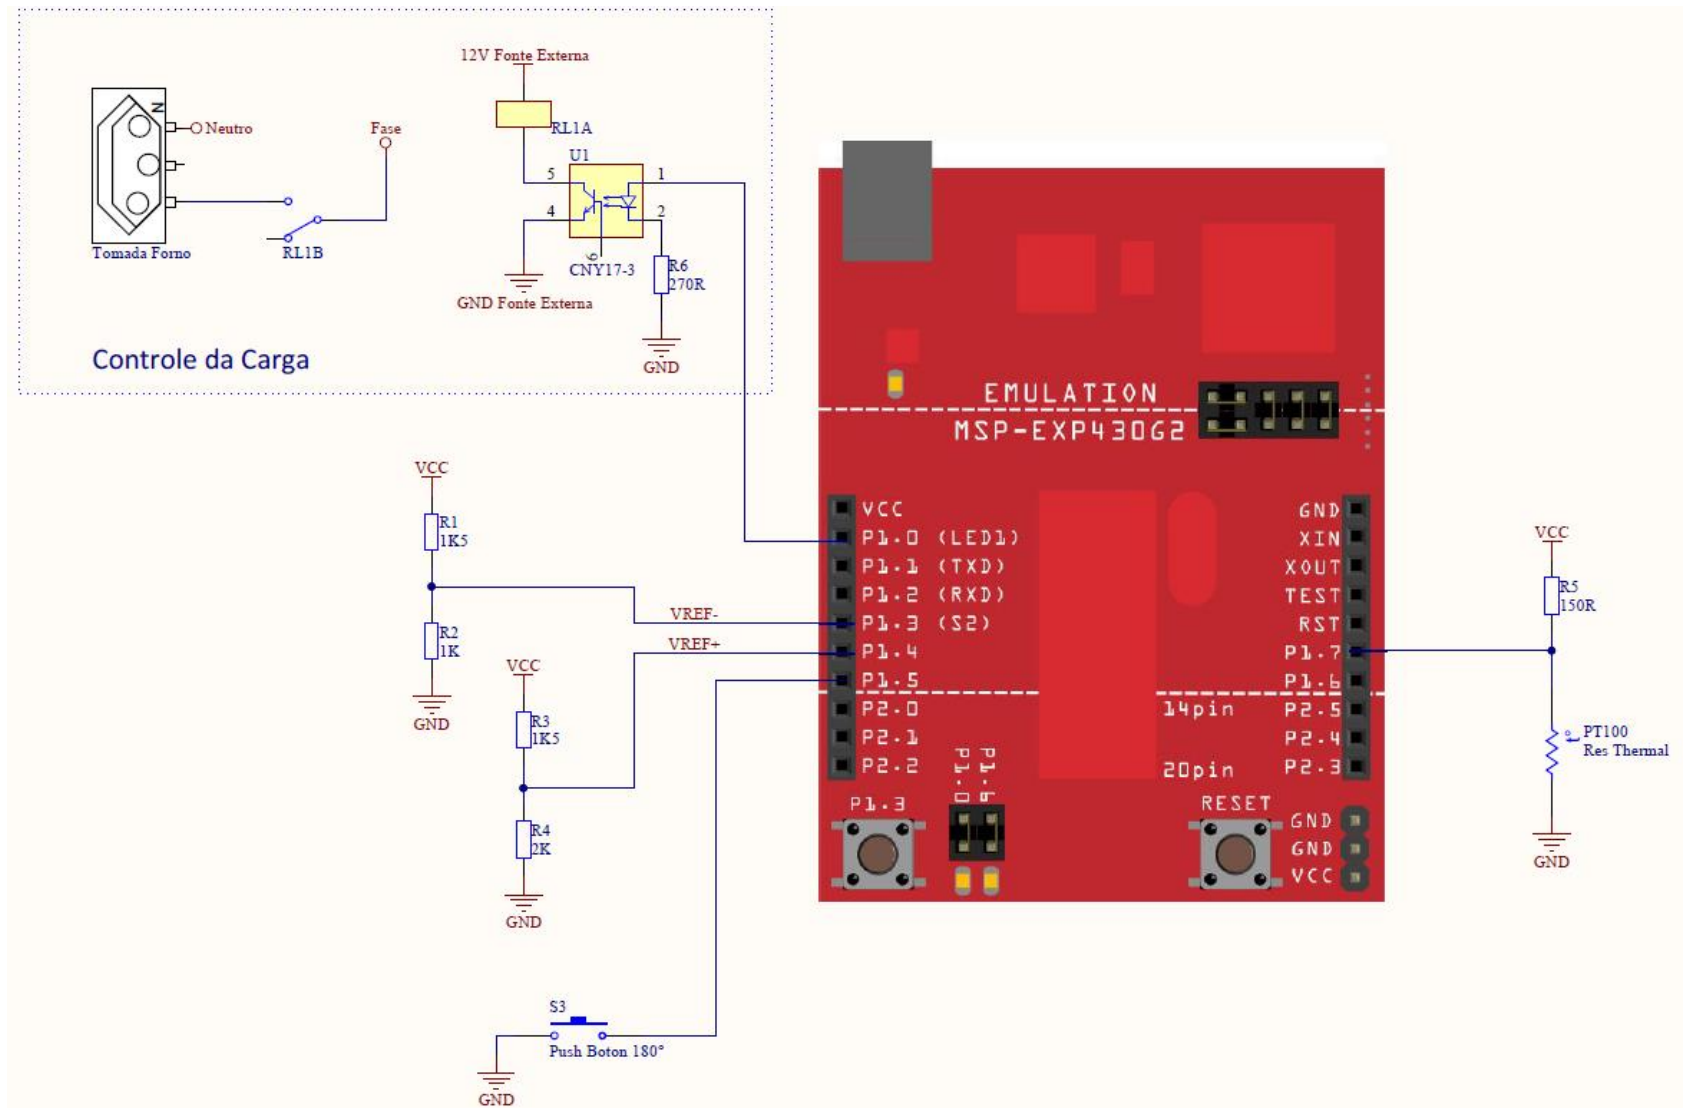 12V Fonte Externa
N
Neutro
Fase
RL1A
U1
5
1
4
2
6
CNY17-3
R6
270R
Tomada Forno
RL1B
GND Fonte Externa
GND
Controle da Carga
EMULATION
MSP-EXP430G2
VCC
P1.0 (LED1)
P1.1 (TXD)
P1.2 (RXD)
P1.3 (S2)
P1.4
P1.5
P2.0
P2.1
P2.2
GND
XIN
XOUT
TEST
RST
P1.7
P1.6
P2.5
P2.4
P2.3
14pin
20pin
P1.0
P1.6
P1.3
RESET
GND
GND
VCC
VCC
R1
1K5
R2
1K
GND
VREF-
VREF+
VCC
R3
1K5
R4
2K
GND
S3
Push Boton 180°
GND
VCC
R5
150R
t°
PT100
Res Thermal
GND